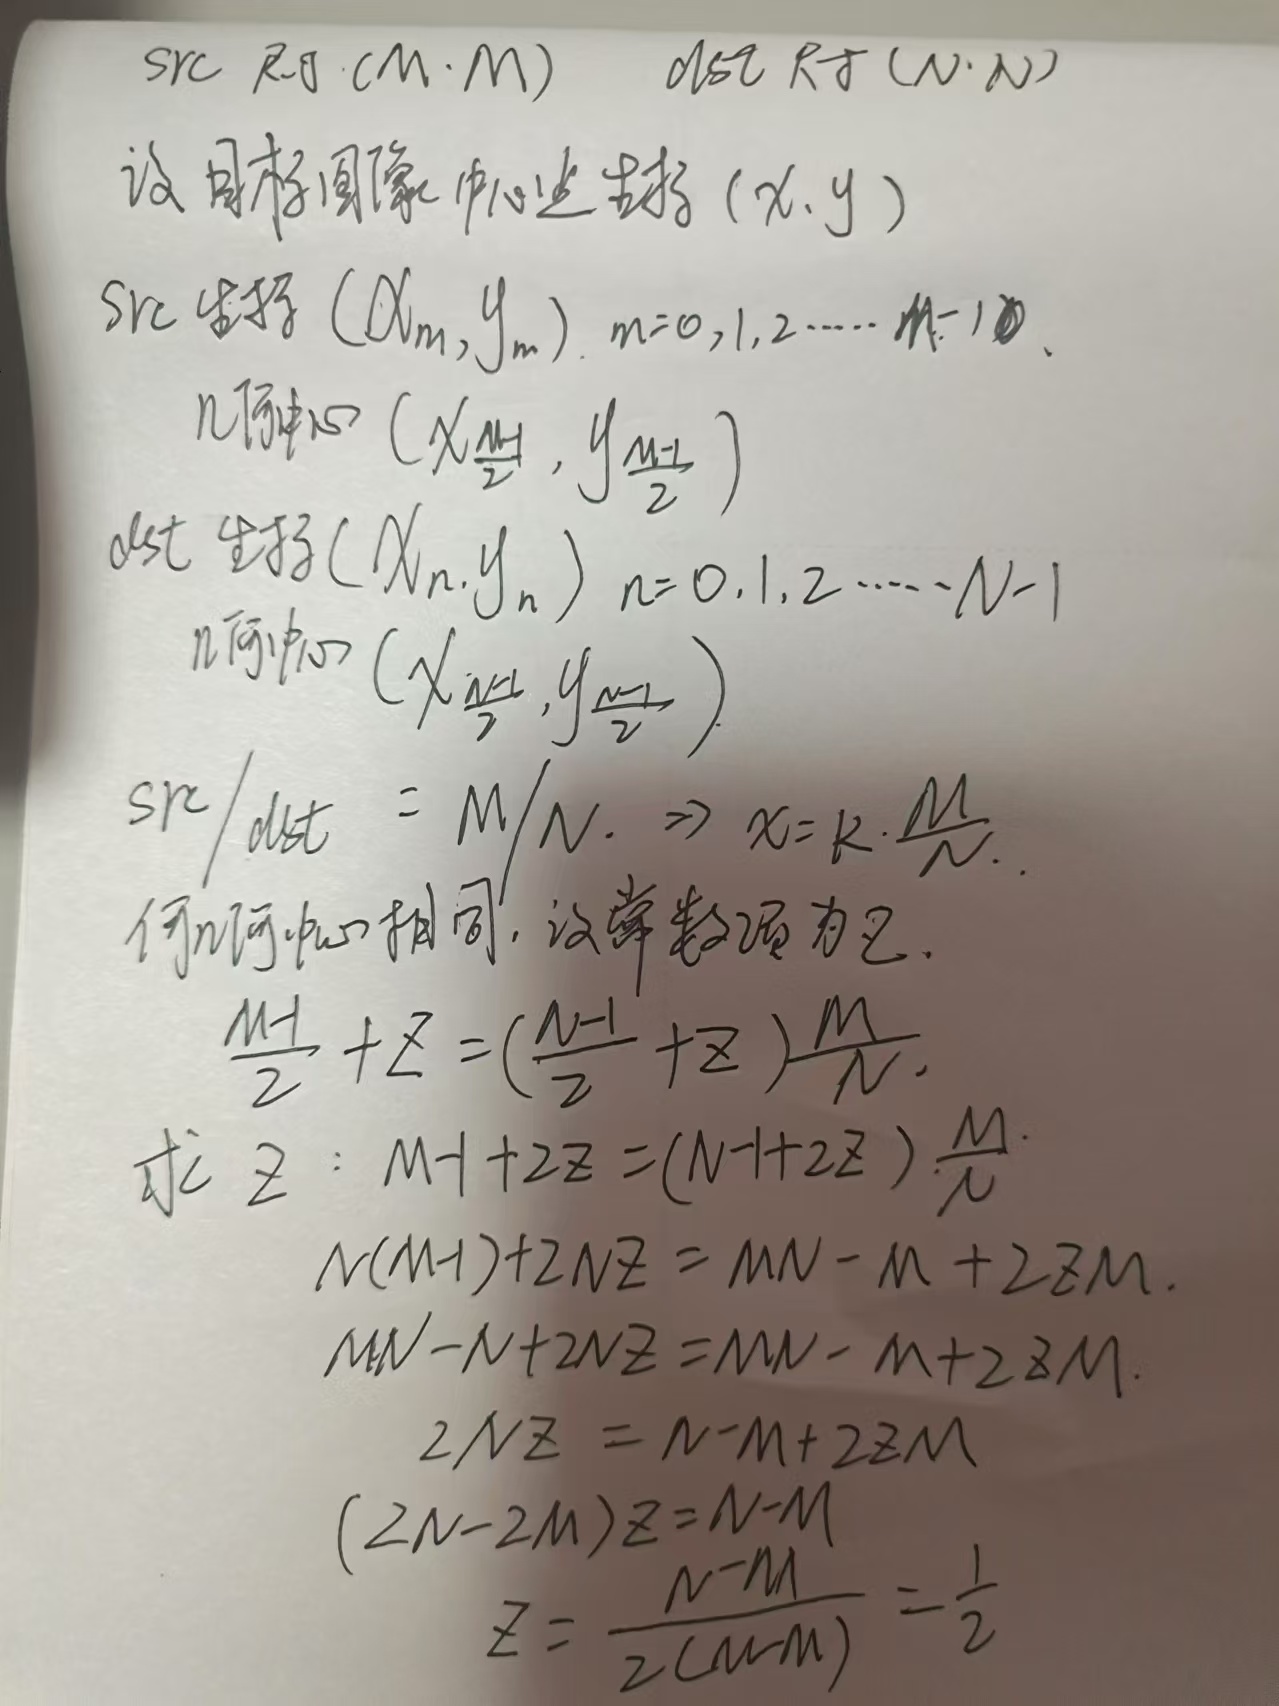 src 尺寸 (M·M) dst 尺寸 (N·N)
设目标图像中心坐标 (x, y)
src 坐标 (x_m, y_m). m=0,1,2······M-1.
几何中心 (x_{\frac{M-1}{2}}, y_{\frac{M-1}{2}})
dst 坐标 (x_n, y_n) n=0,1,2······N-1
几何中心 (x_{\frac{N-1}{2}}, y_{\frac{N-1}{2}}).
src/dst = M/N. ⇒ x=k·\frac{M}{N}.
何几何中心相同, 设常数项为Z.
\frac{M-1}{2}+Z=(\frac{N-1}{2}+Z)\frac{M}{N}.
求 Z: M-1+2Z=(N-1+2Z)·\frac{M}{N}
N(M-1)+2NZ=MN-M+2ZM.
MN-N+2NZ=MN-M+2ZM.
2NZ=N-M+2ZM
(2N-2M)Z=N-M
Z=\frac{N-M}{2(N-M)}=\frac{1}{2}